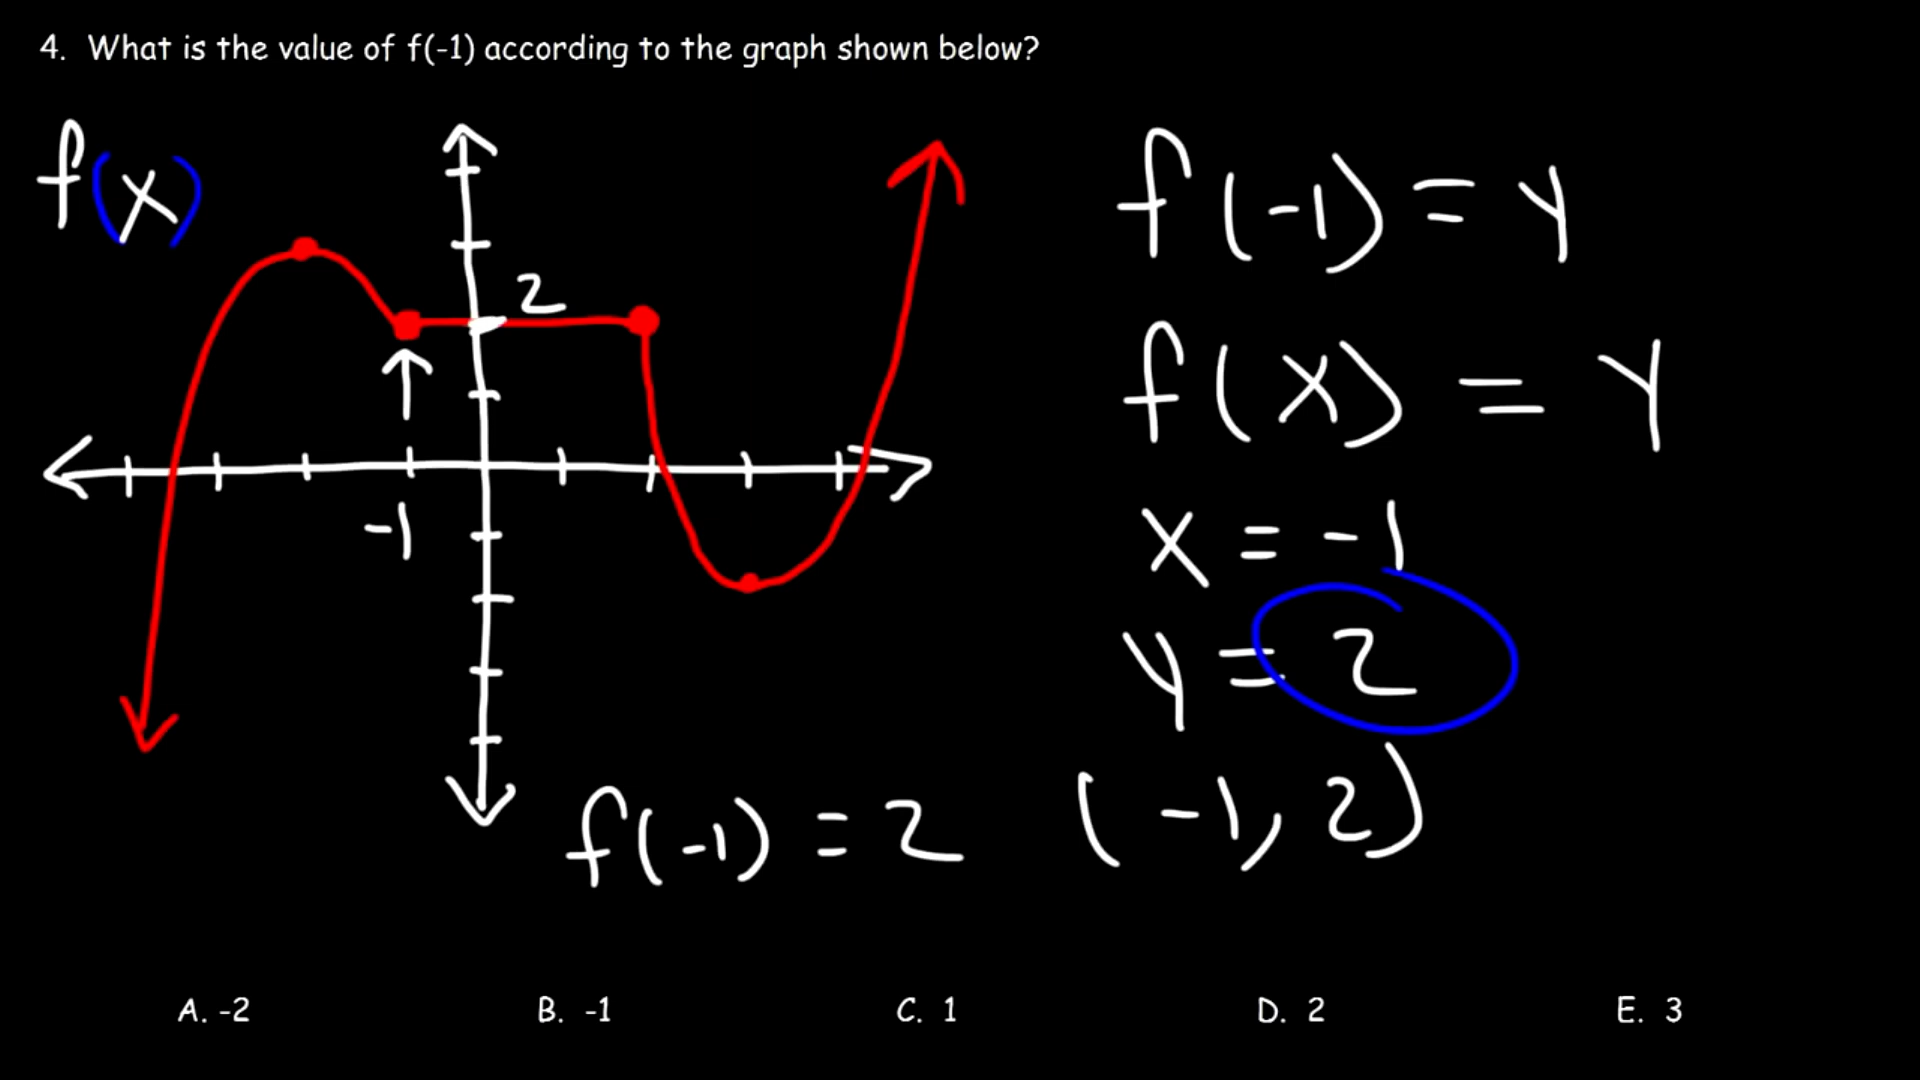 4. What is the value of f(-1) according to the graph shown below?
f(x)
2
-1
f(-1) = y
f(x) = y
x = -1
y = 2
(-1, 2)
f(-1) = 2
A. -2 B. -1 C. 1 D. 2 E. 3